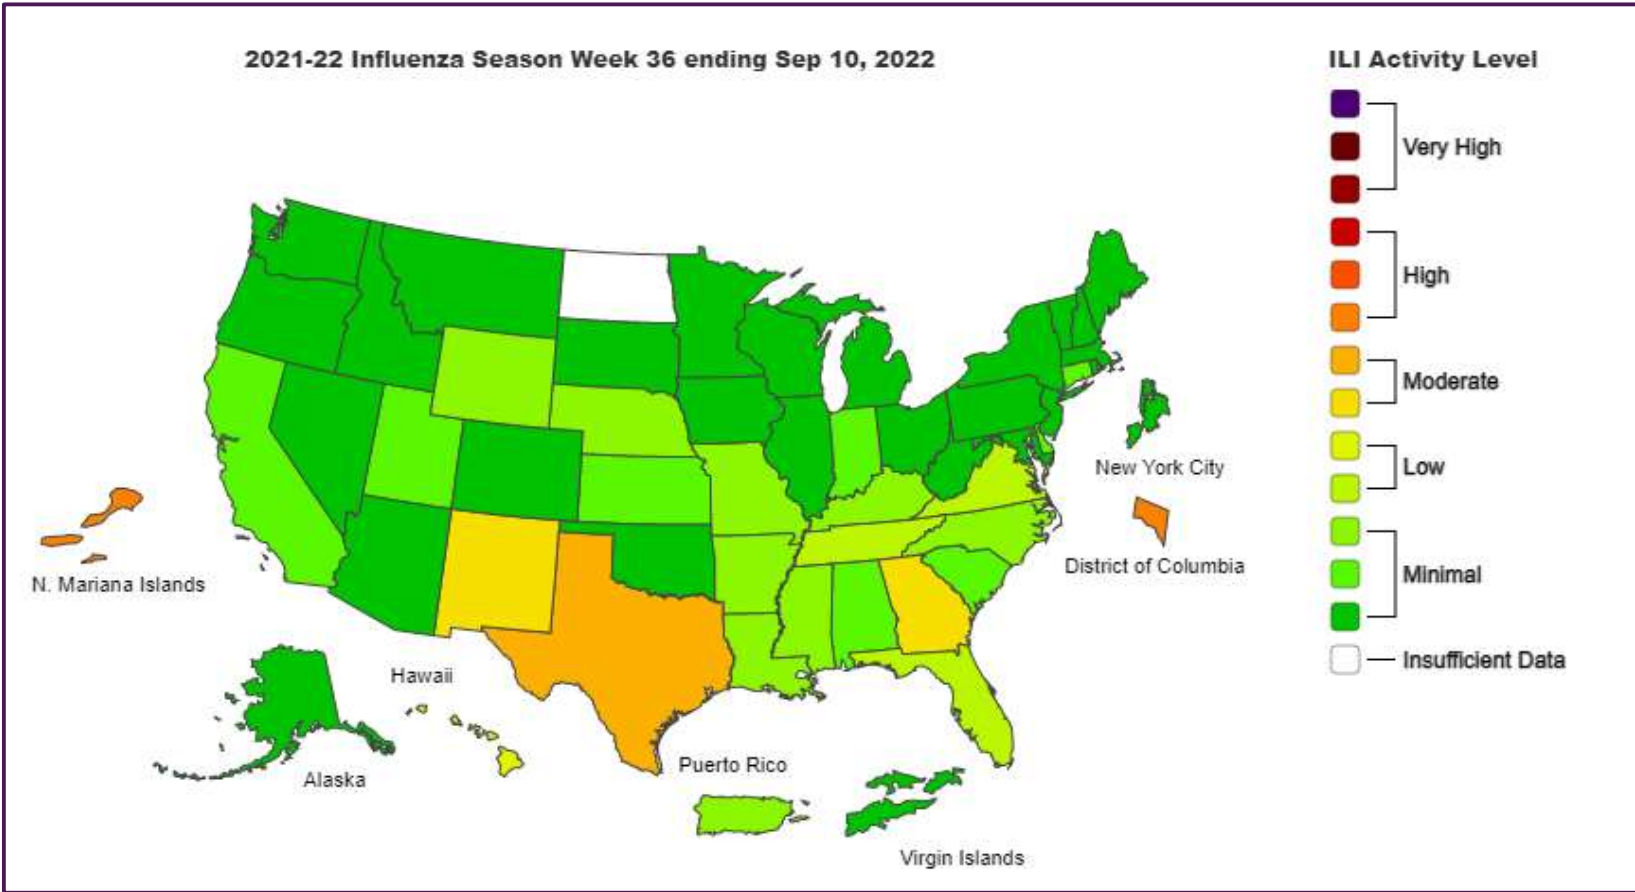 2021-22 Influenza Season Week 36 ending Sep 10, 2022
ILI Activity Level
Very High
High
Moderate
Low
Minimal
Insufficient Data
New York City
District of Columbia
N. Mariana Islands
Hawaii
Alaska
Puerto Rico
Virgin Islands